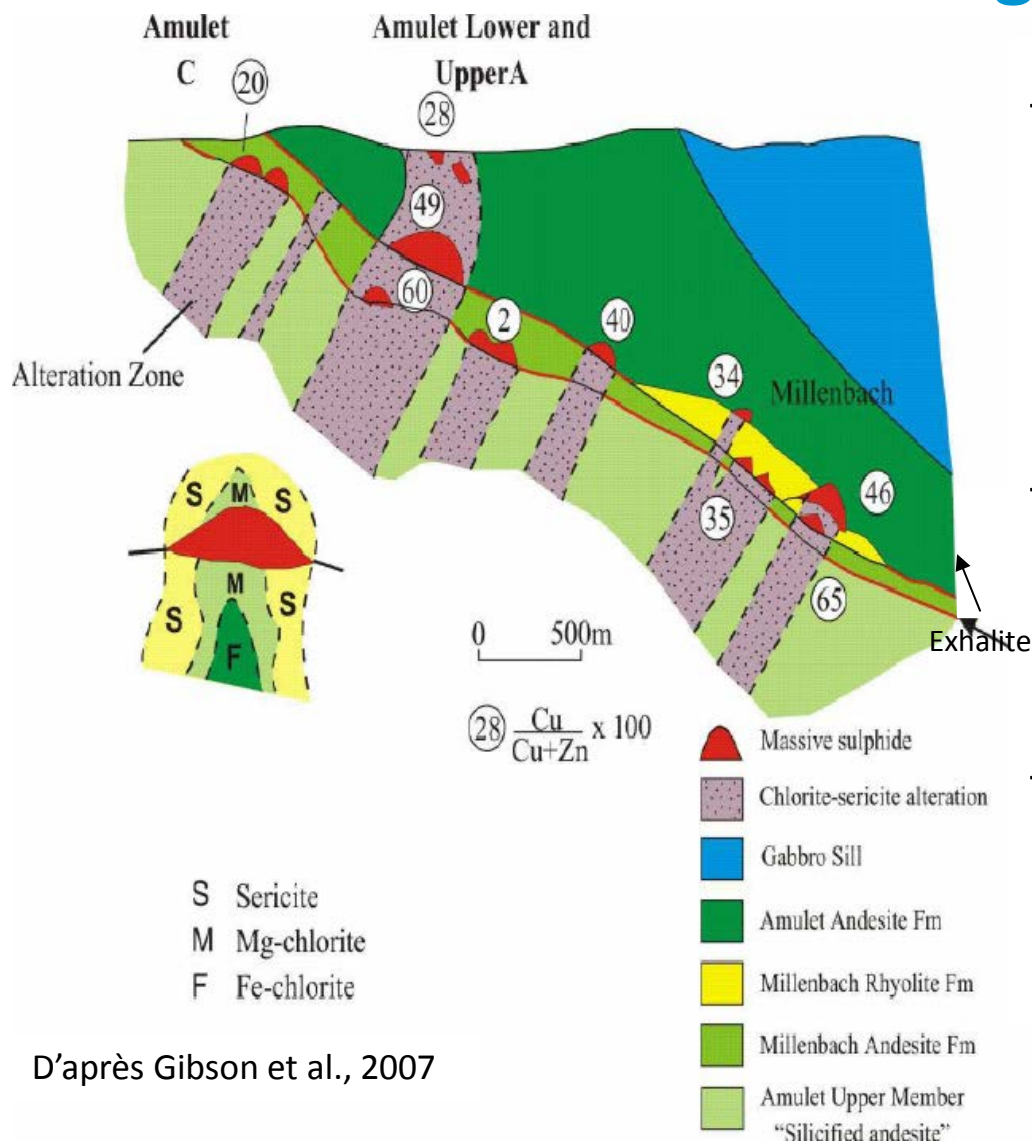 Amulet
C
Amulet Lower and
UpperA
20
28
49
60
2
40
34
Millenbach
46
35
65
Alteration Zone
Exhalite
S M S
M
S S
F
0 500m
28 Cu
Cu+Zn x 100
Massive sulphide
Chlorite-sericite alteration
Gabbro Sill
Amulet Andesite Fm
Millenbach Rhyolite Fm
Millenbach Andesite Fm
Amulet Upper Member
“Silicified andesite”
S Sericite
M Mg-chlorite
F Fe-chlorite
D’après Gibson et al., 2007